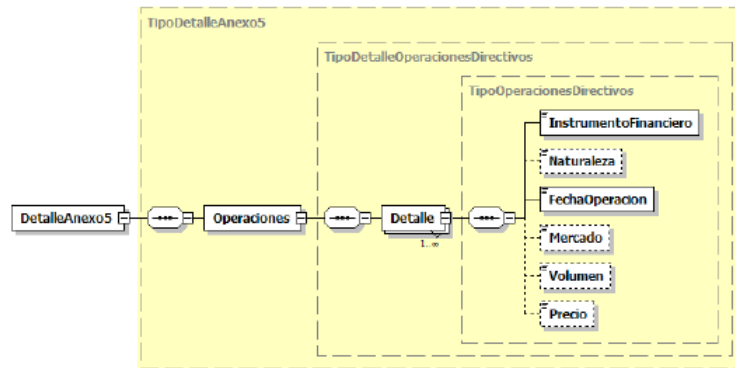 TipoDetalleAnexo5
TipoDetalleOperacionesDirectivos
TipoOperacionesDirectivos
InstrumentoFinanciero
Naturaleza
DetalleAnexo5
Operaciones
Detalle
FechaOperacion
1..∞
Mercado
Volumen
Precio